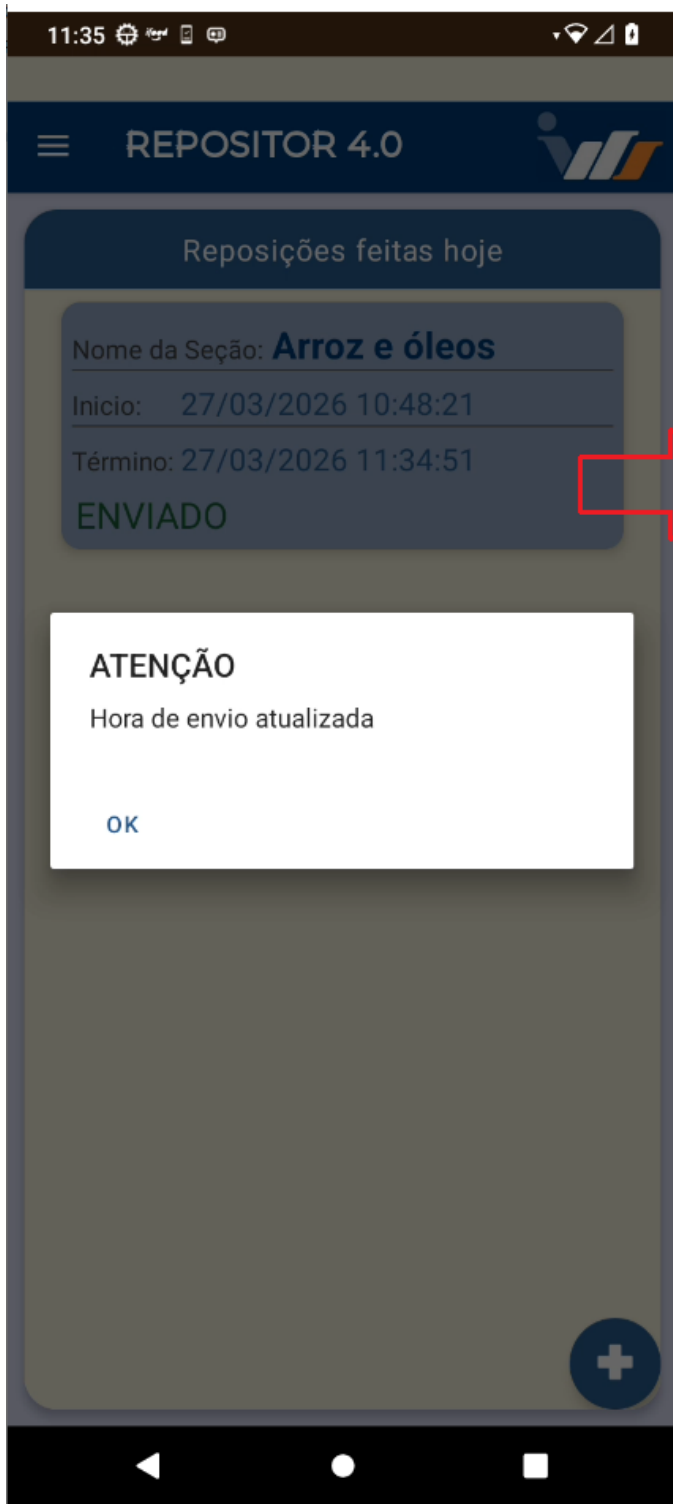 11:35
REPOSITOR 4.0
Reposições feitas hoje
Nome da Seção: Arroz e óleos
Inicio: 27/03/2026 10:48:21
Término: 27/03/2026 11:34:51
ENVIADO
ATENÇÃO
Hora de envio atualizada
OK